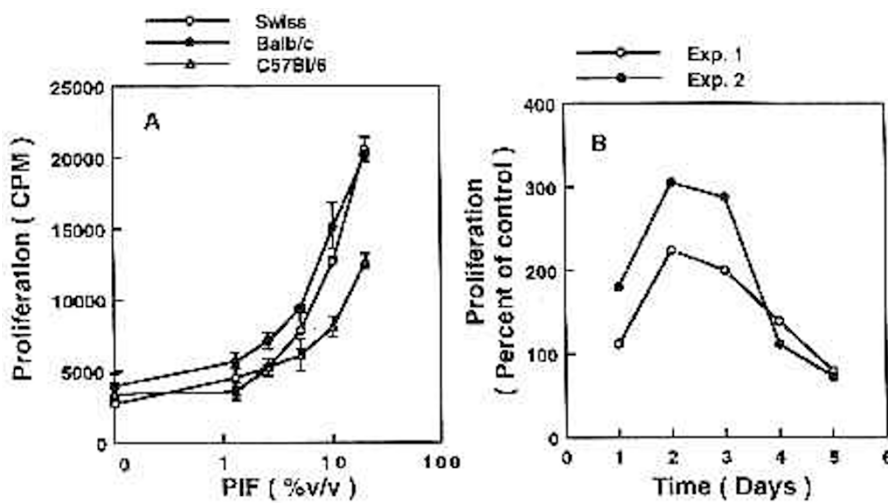 Swiss
Balb/c
C57Bl/6
A
25000
20000
15000
10000
5000
0
Proliferation ( CPM )
0 1 10 100
PIF ( %v/v )
Exp. 1
Exp. 2
B
400
300
200
100
0
Proliferation
( Percent of control )
0 1 2 3 4 5 6
Time ( Days )